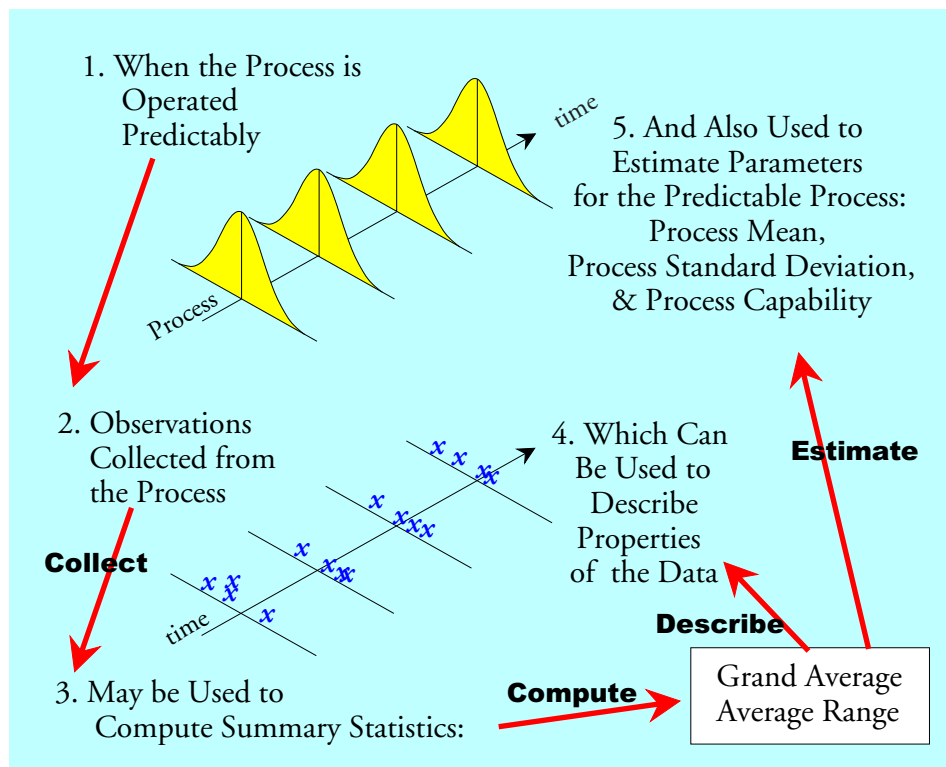 1. When the Process is
Operated
Predictably
time
Process
5. And Also Used to
Estimate Parameters
for the Predictable Process:
Process Mean,
Process Standard Deviation,
& Process Capability
2. Observations
Collected from
the Process
Collect
x x x x
x x x x
x x x x
x x x x
time
4. Which Can
Be Used to
Describe
Properties
of the Data
Estimate
Describe
3. May be Used to
Compute Summary Statistics:
Compute
Grand Average
Average Range